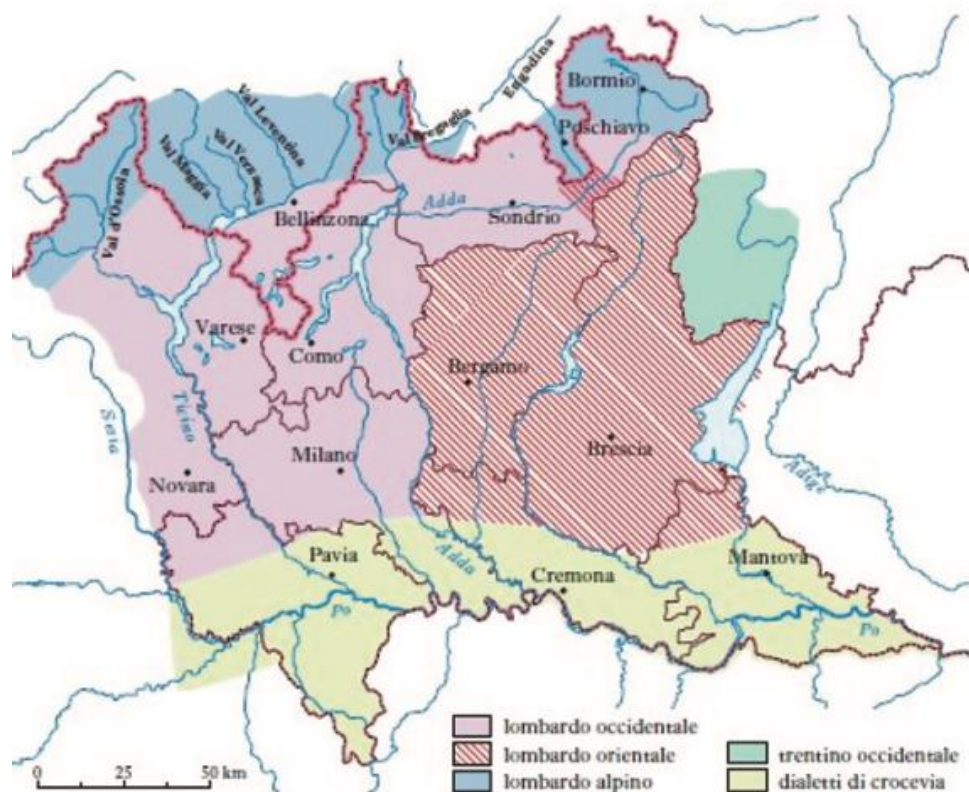 Engadina
Bormio
Val Leventina
Val Bregaglia
Poschiavo
Val Maggia
Val Verzasca
Val d'Ossola
Bellinzona
Adda
Sondrio
Varese
Como
Bergamo
Sesia
Ticino
Milano
Brescia
Novara
Adige
Pavia
Adda
Cremona
Mantova
Po
Po
lombardo occidentale
lombardo orientale
trentino occidentale
lombardo alpino
dialetti di crocevia
0 25 50 km